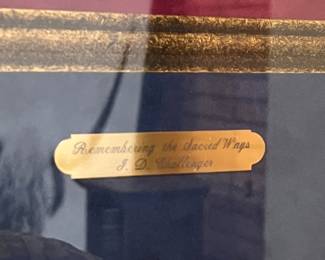 Remembering the Sacred Ways
J. D. Challenger